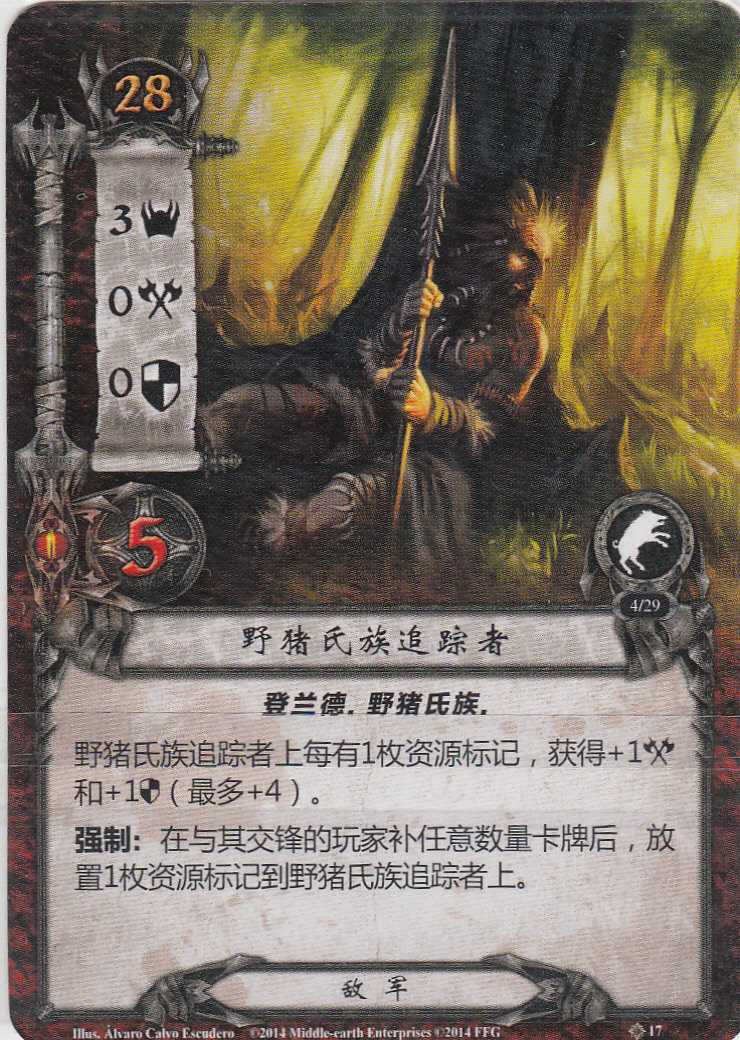 28
3
0
0
5
4/29
野猪氏族追踪者
登兰德. 野猪氏族.
野猪氏族追踪者上每有1枚资源标记，获得+1
和+1（最多+4）。
强制：在与其交锋的玩家补任意数量卡牌后，放
置1枚资源标记到野猪氏族追踪者上。
敌军
Illus. Álvaro Calvo Escudero ©2014 Middle-earth Enterprises ©2014 FFG 17